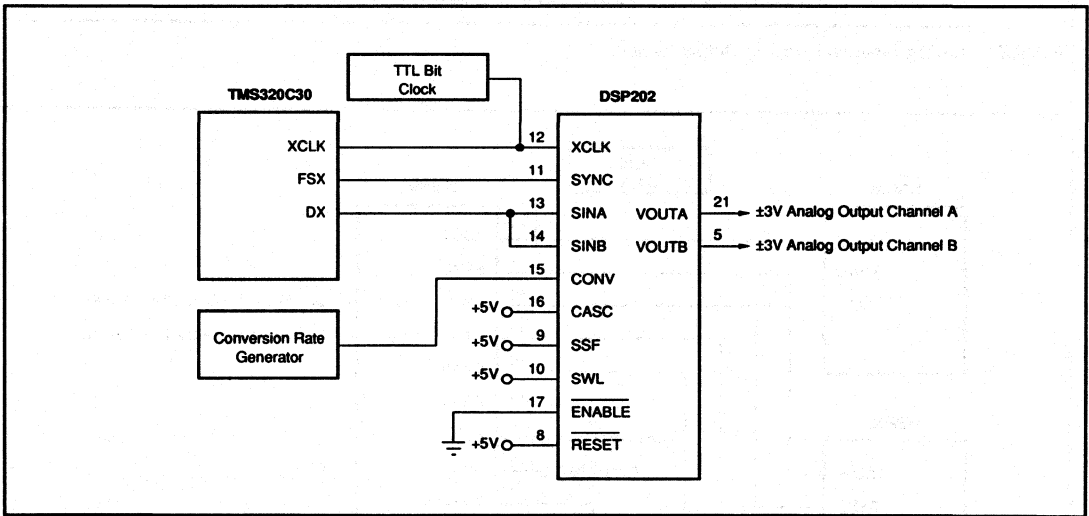 TTL Bit
Clock
TMS320C30
DSP202
XCLK
12
XCLK
FSX
11
SYNC
DX
13
SINA
VOUTA
21
±3V Analog Output Channel A
14
SINB
VOUTB
5
±3V Analog Output Channel B
15
CONV
+5V
16
CASC
Conversion Rate
Generator
+5V
9
SSF
+5V
10
SWL
17
ENABLE
+5V
8
RESET